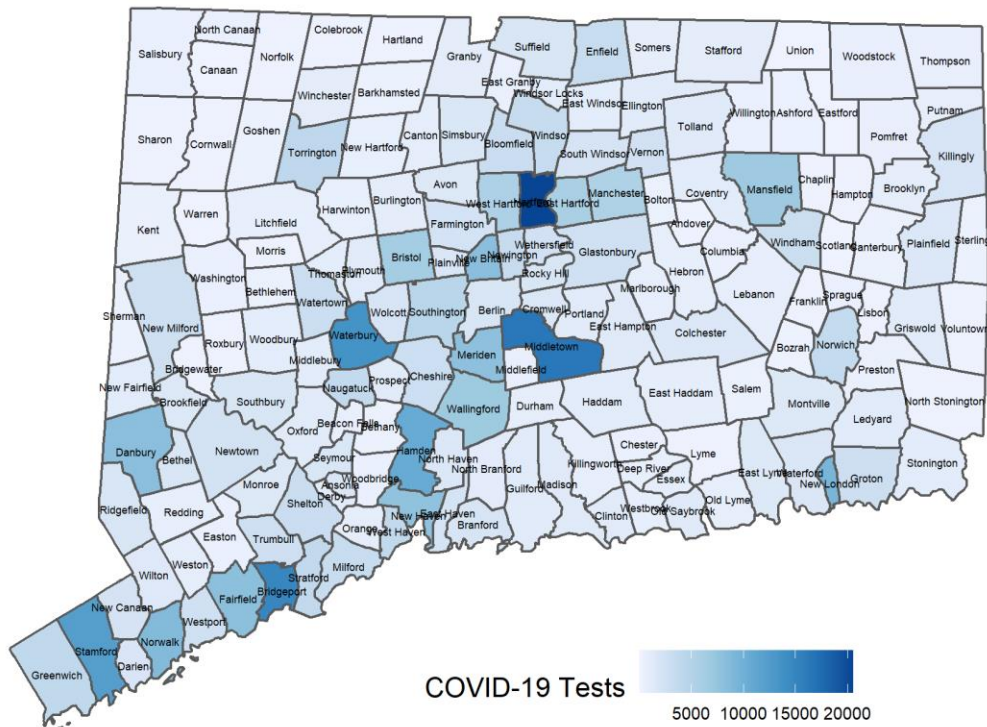 North Canaan
Colebrook
Hartland
Suffield
Enfield
Somers
Stafford
Union
Woodstock
Thompson
Salisbury
Norfolk
Granby
Canaan
East Granby
Windsor Locks
Winchester
Barkhamsted
East Windsor
Ellington
Putnam
Willington
Ashford
Eastford
Pomfret
Sharon
Cornwall
Goshen
Torrington
New Hartford
Canton
Simsbury
Bloomfield
Windsor
South Windsor
Vernon
Tolland
Killingly
Avon
West Hartford
East Hartford
Manchester
Bolton
Coventry
Mansfield
Chaplin
Hampton
Brooklyn
Kent
Warren
Litchfield
Harwinton
Burlington
Farmington
Andover
Morris
Wethersfield
Glastonbury
Columbia
Windham
Scotland
Canterbury
Plainfield
Sterling
Washington
Bethlehem
Thomaston
Plymouth
Bristol
Plainville
New Britain
Newington
Rocky Hill
Hebron
Marlborough
Lebanon
Franklin
Sprague
Lisbon
Sherman
New Milford
Watertown
Wolcott
Southington
Berlin
Cromwell
Portland
East Hampton
Colchester
Griswold
Voluntown
Roxbury
Woodbury
Waterbury
Middletown
Bozrah
Norwich
Preston
Bridgewater
Middlebury
Meriden
Middlefield
New Fairfield
Brookfield
Southbury
Naugatuck
Prospect
Cheshire
Wallingford
Durham
Haddam
East Haddam
Salem
Montville
North Stonington
Ledyard
Oxford
Beacon Falls
Bethany
Danbury
Bethel
Newtown
Seymour
Hamden
North Haven
Chester
Lyme
Monroe
Ansonia
Derby
Woodbridge
North Branford
Guilford
Madison
Killingworth
Deep River
Essex
East Lyme
Waterford
New London
Groton
Stonington
Ridgefield
Redding
Shelton
Orange
New Haven
East Haven
West Haven
Branford
Clinton
Westbrook
Old Saybrook
Old Lyme
Easton
Trumbull
Wilton
Weston
Stratford
Milford
New Canaan
Fairfield
Bridgeport
Westport
Norwalk
Greenwich
Stamford
Darien
COVID-19 Tests
5000 10000 15000 20000